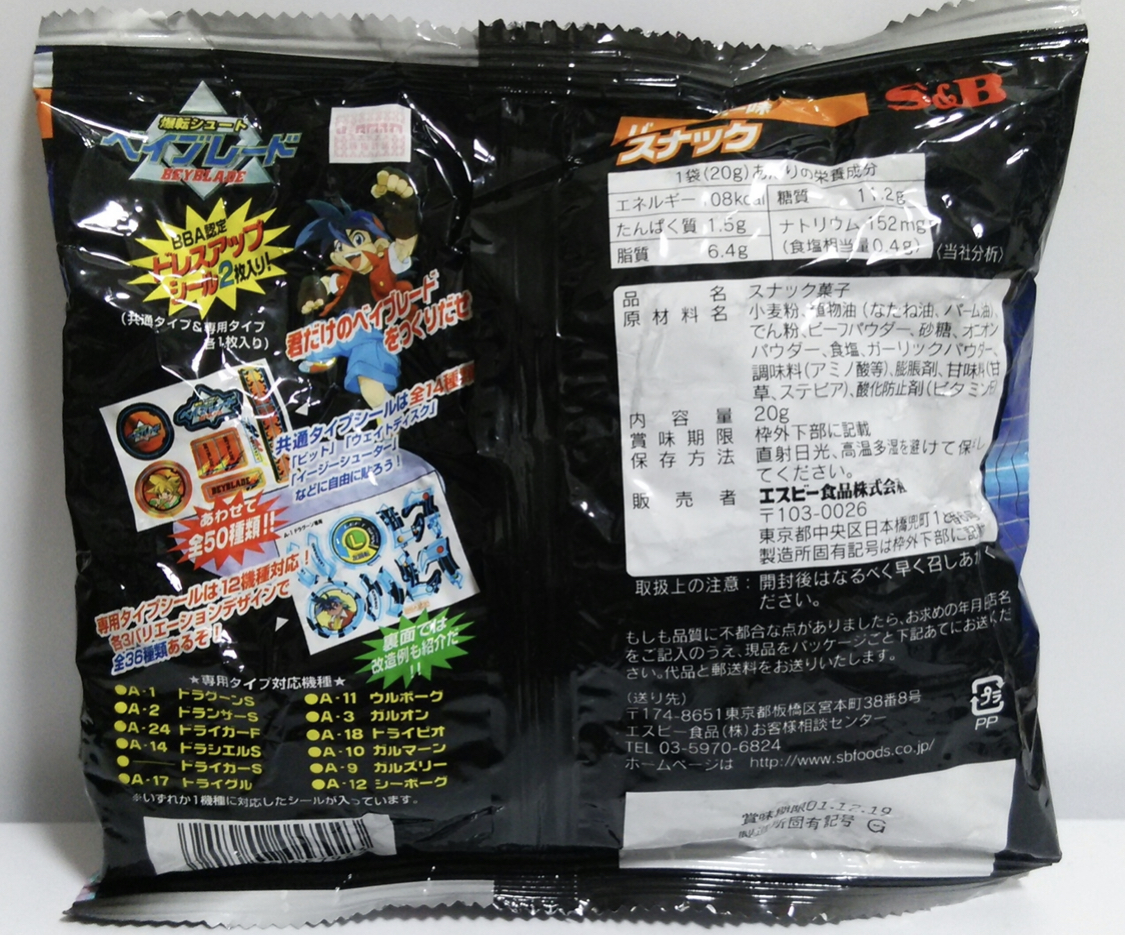 爆転シュート
ベイブレード
BEYBLADE
BBA認定
ドレスアップ
シール2枚入り!
(共通タイプ&専用タイプ
各1枚入り)
君だけのベイブレード
をつくりだせ
共通タイプシールは全14種類
「ビット」「ウェイトディスク」
「イージーシューター」
などに自由に貼ろう!
BEYBLADE
あわせて
全50種類!!
専用タイプシールは12機種対応!
各3バリエーションデザインで
全36種類あるぞ!
裏面では
改造例も紹介だ
!!
★専用タイプ対応機種★
●A-1 ドラグーンS
●A-2 ドランザーS
●A-24 ドライガーF
●A-14 ドラシエルS
● ─── ドライガーS
●A-17 トライグル
●A-11 ウルボーグ
●A-3 ガルオン
●A-18 トライピオ
●A-10 ガルマーン
●A-9 ガルズリー
●A-12 シーボーグ
※いずれか1機種に対応したシールが入っています。
S&B
味
スナック
1袋(20g)あたりの栄養成分
エネルギー 108kcal 糖質 11.2g
たんぱく質 1.5g ナトリウム 152mg
脂質 6.4g (食塩相当量0.4g)
(当社分析)
品名 スナック菓子
原材料名 小麦粉、植物油(なたね油、パーム油)、
でん粉、ビーフパウダー、砂糖、オニオン
パウダー、食塩、ガーリックパウダー、
調味料(アミノ酸等)、膨脹剤、甘味料(甘
草、ステビア)、酸化防止剤(ビタミンE)
内容量 20g
賞味期限 枠外下部に記載
保存方法 直射日光、高温多湿を避けて保存し
てください。
販売者 エスビー食品株式会社
〒103-0026
東京都中央区日本橋兜町
製造所固有記号は枠外下部に記載
取扱上の注意:開封後はなるべく早く召しあがく
ださい。
もしも品質に不都合な点がありましたら、お求めの年月日店名
をご記入のうえ、現品をパッケージごと下記あてにお送りくだ
さい。代品と郵送料をお送りいたします。
(送り先)
〒174-8651東京都板橋区宮本町38番8号
エスビー食品(株)お客様相談センター
TEL 03-5970-6824
ホームページは http://www.sbfoods.co.jp/
プラ
PP
賞味期限01.12.19
製造所固有記号 G